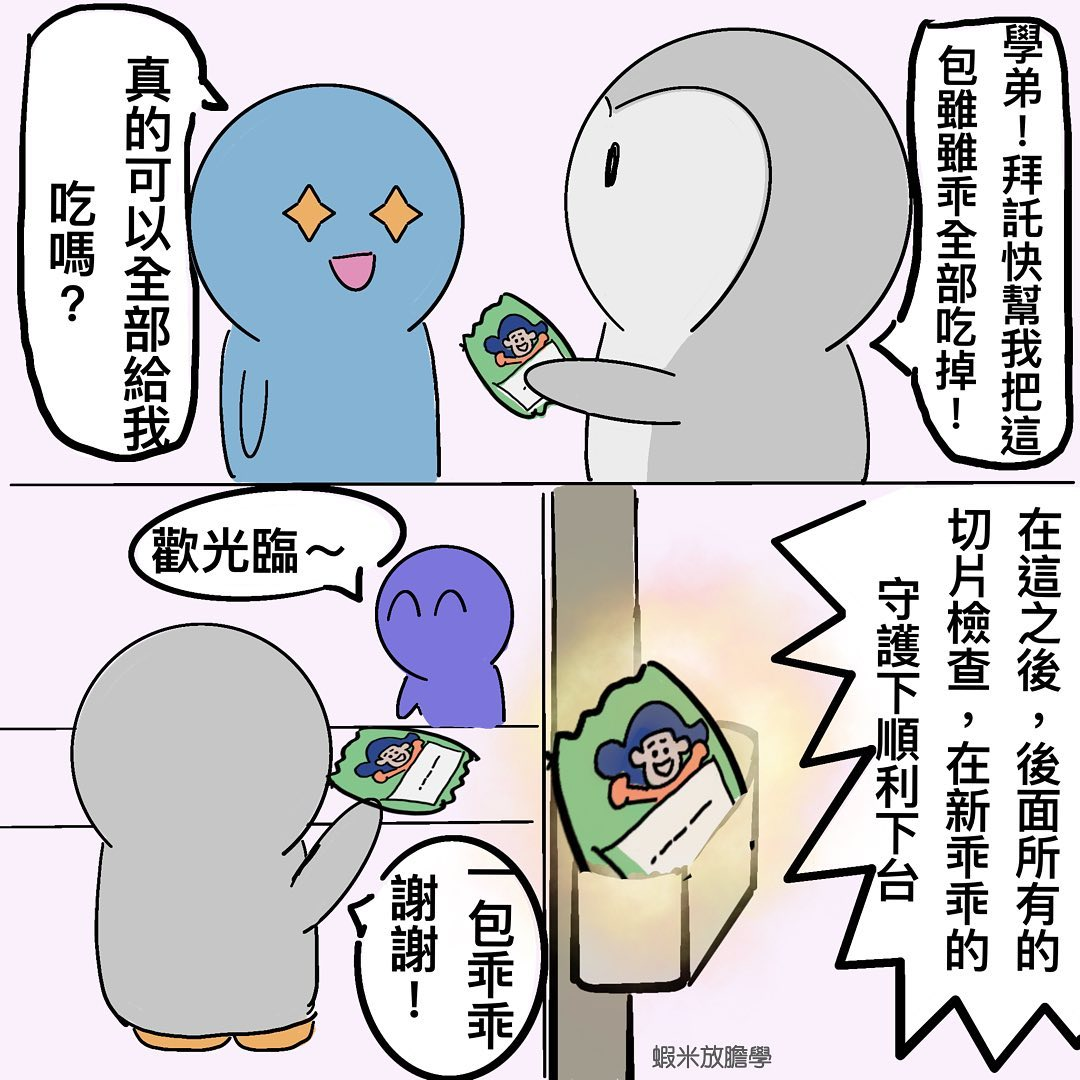 學弟！拜託快幫我把這
包雖雖乖全部吃掉！
真的可以全部給我
吃嗎？
歡光臨～
一包乖乖
謝謝！
在這之後，後面所有的
切片檢查，在新乖乖的
守護下順利下台
蝦米放膽學